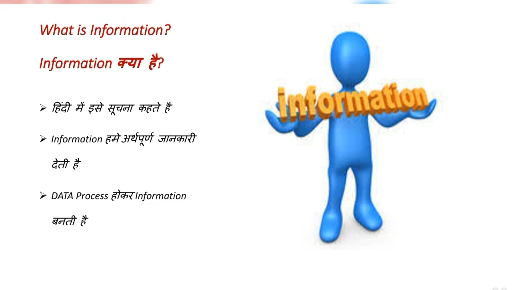 What is Information?
Information क्या है?
➢ हिंदी में इसे सूचना कहते है
➢ Information हमे अर्थपूर्ण जानकारी
देती है
➢ DATA Process होकर Information
बनती हैं
Information